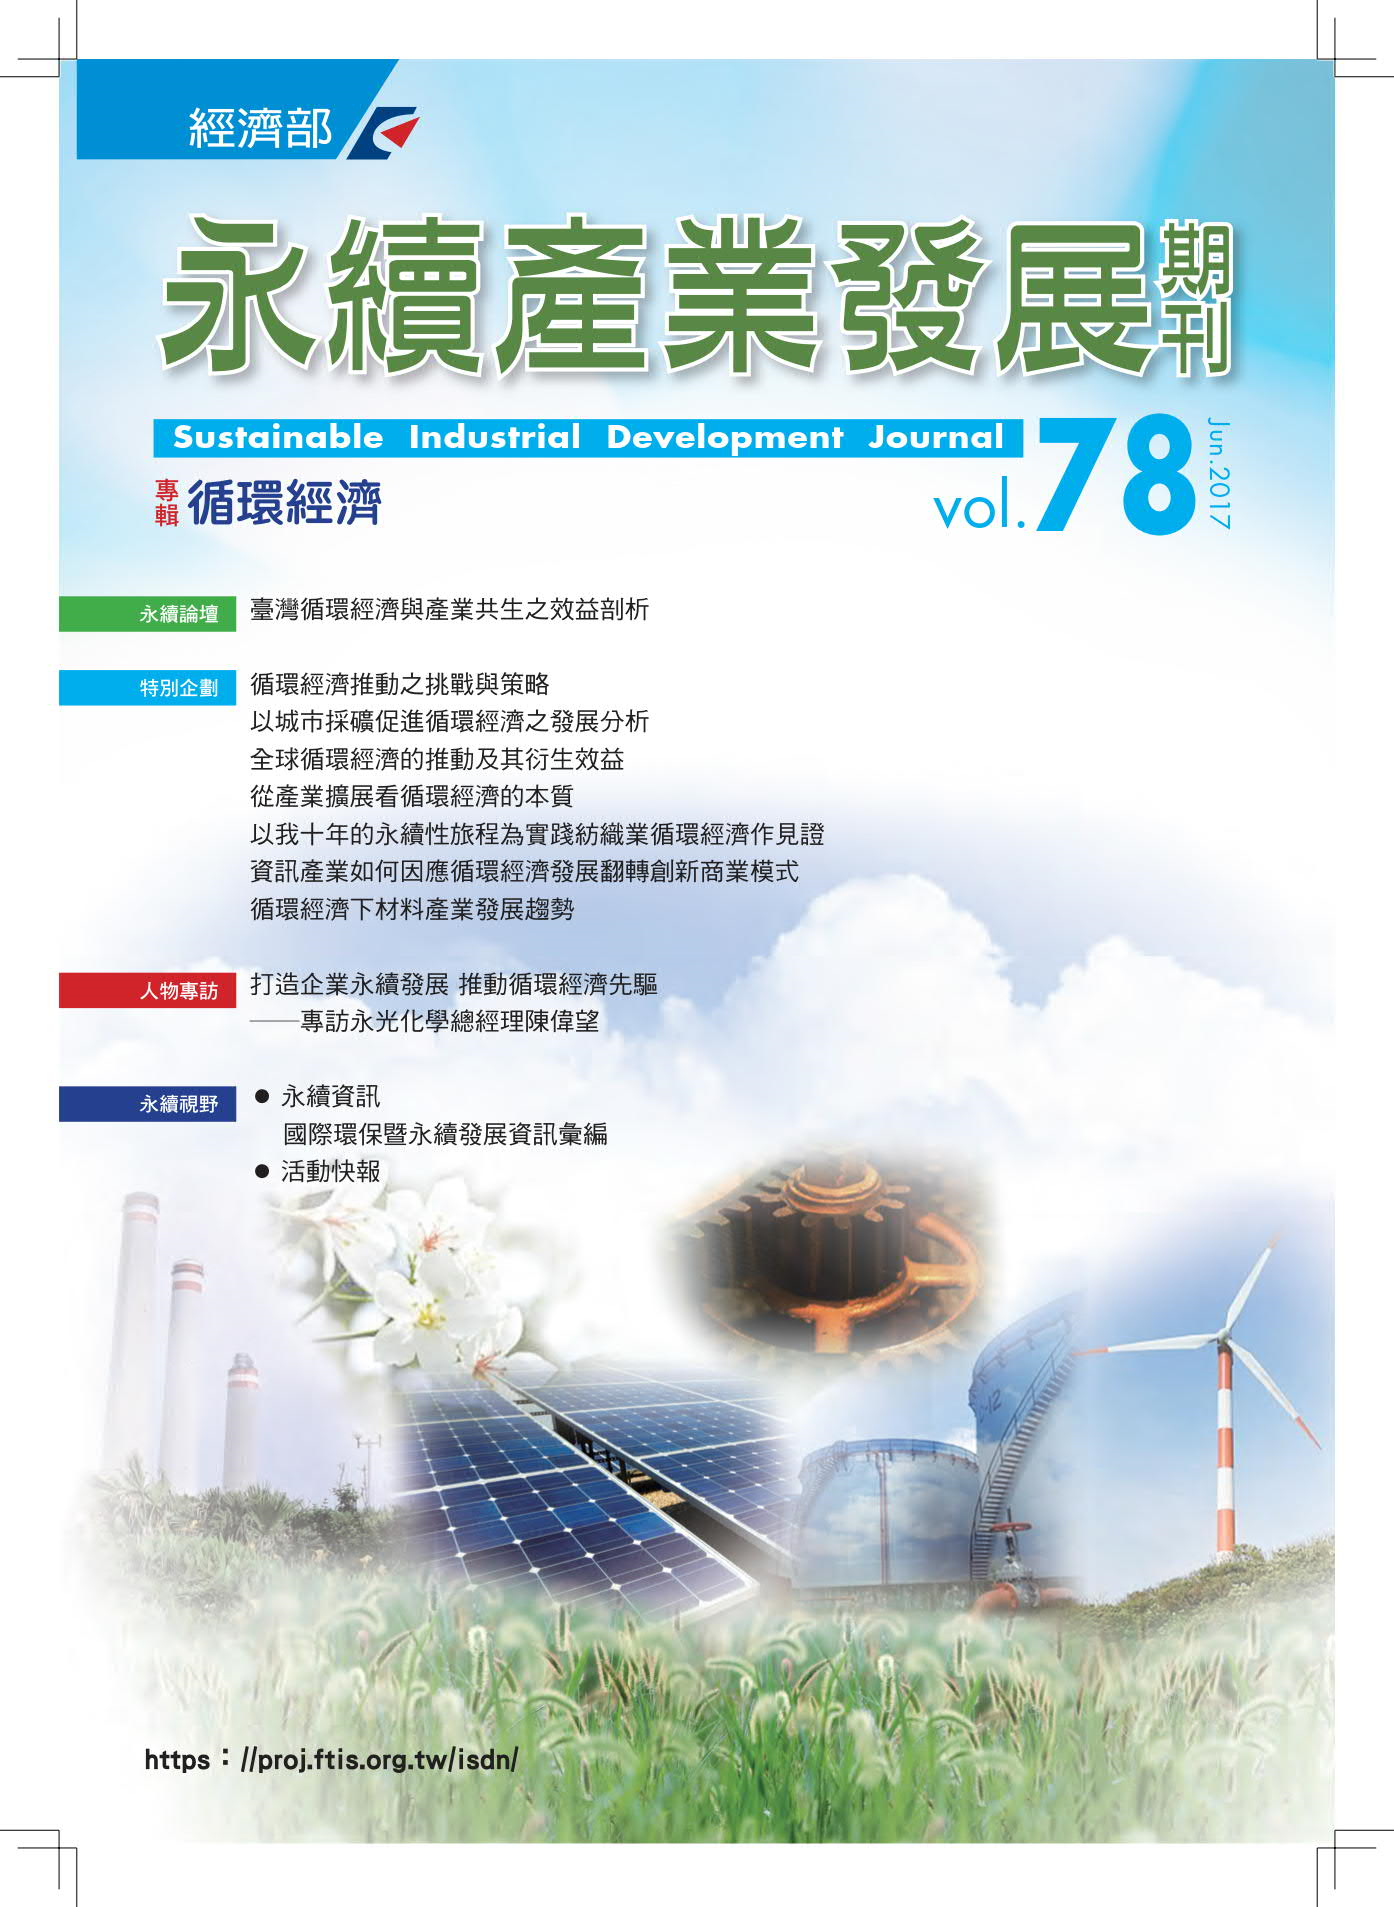 經濟部
永續產業發展期刊
Sustainable Industrial Development Journal
vol.78
Jun.2017
專輯 循環經濟
永續論壇 臺灣循環經濟與產業共生之效益剖析
特別企劃 循環經濟推動之挑戰與策略
以城市採礦促進循環經濟之發展分析
全球循環經濟的推動及其衍生效益
從產業擴展看循環經濟的本質
以我十年的永續性旅程為實踐紡織業循環經濟作見證
資訊產業如何因應循環經濟發展翻轉創新商業模式
循環經濟下材料產業發展趨勢
人物專訪 打造企業永續發展 推動循環經濟先驅
——專訪永光化學總經理陳偉望
永續視野 ● 永續資訊
國際環保暨永續發展資訊彙編
● 活動快報
https：//proj.ftis.org.tw/isdn/